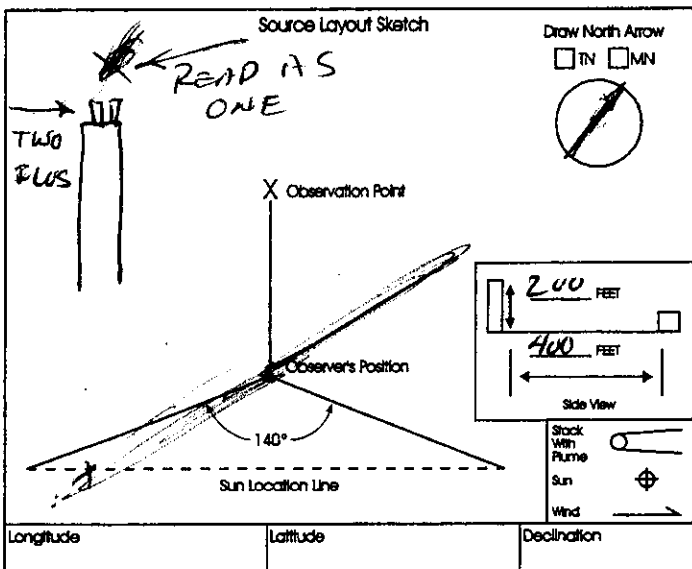 Source Layout Sketch
Draw North Arrow
TN MN
READ AS
ONE
TWO
FLUS
X Observation Point
200 FEET
400 FEET
Side View
Observer's Position
140°
Sun Location Line
Stack
With
Plume
Sun
Wind
Longitude
Latitude
Declination